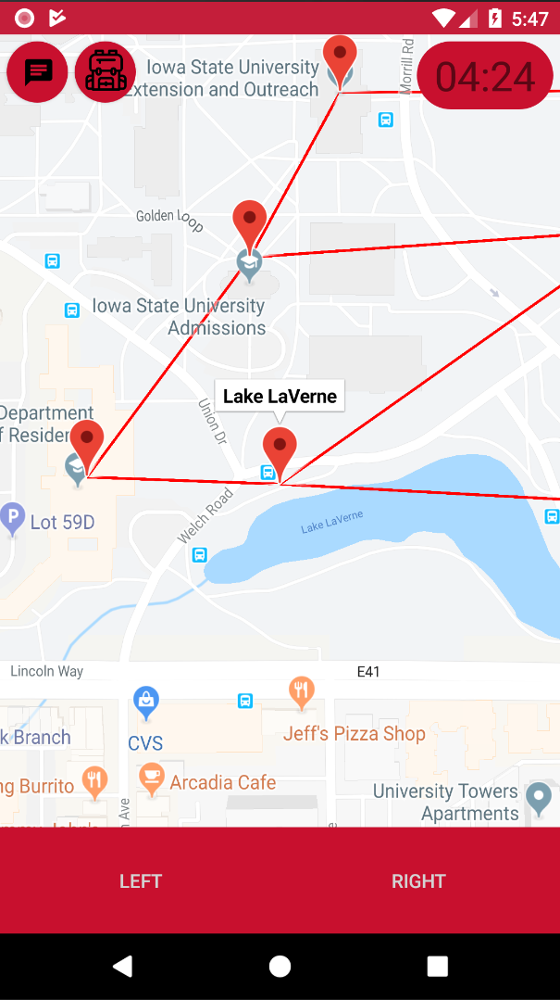 5:47
Iowa State University
Extension and Outreach
Morrill Rd
04:24
Golden Loop
Iowa State University
Admissions
Lake LaVerne
Union Dr
Department
f Residen
Lot 59D
P
Welch Road
Lake LaVerne
Lincoln Way
E41
k Branch
CVS
Jeff's Pizza Shop
ng Burrito
Arcadia Cafe
University Towers
Apartments
n Ave
LEFT
RIGHT